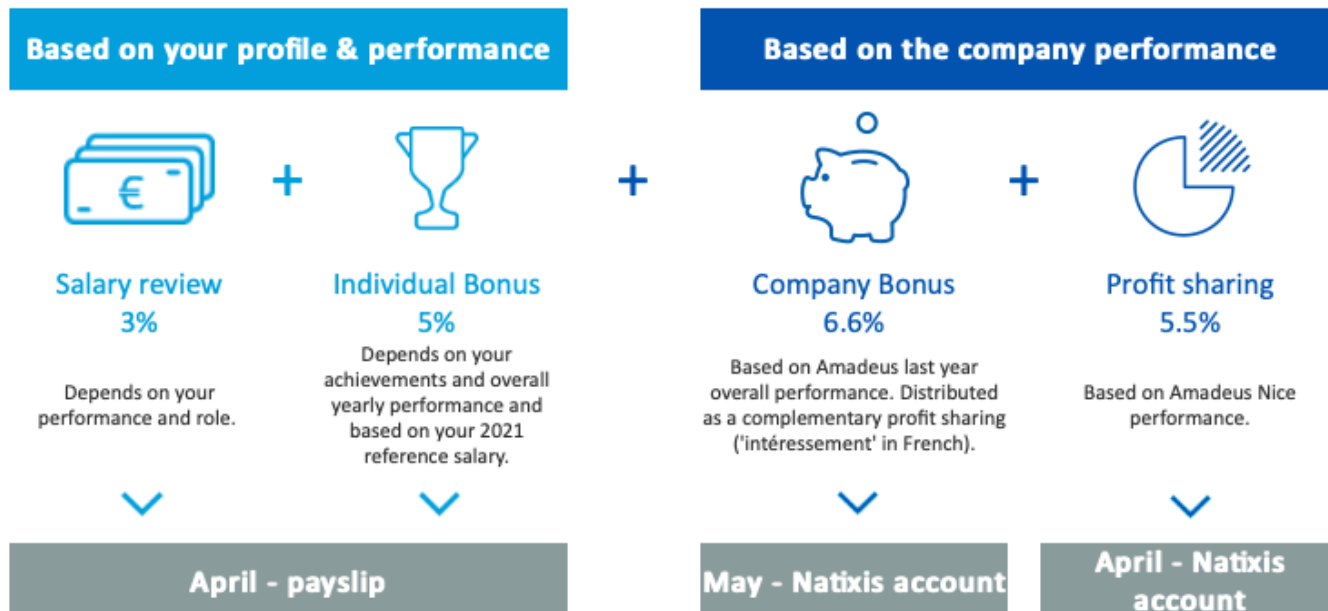 Based on your profile & performance
Based on the company performance
€
+
+
+
+
Salary review
3%
Depends on your
performance and role.
Individual Bonus
5%
Depends on your
achievements and overall
yearly performance and
based on your 2021
reference salary.
Company Bonus
6.6%
Based on Amadeus last year
overall performance. Distributed
as a complementary profit sharing
('intéressement' in French).
Profit sharing
5.5%
Based on Amadeus Nice
performance.
April - payslip
May - Natixis account
April - Natixis
account